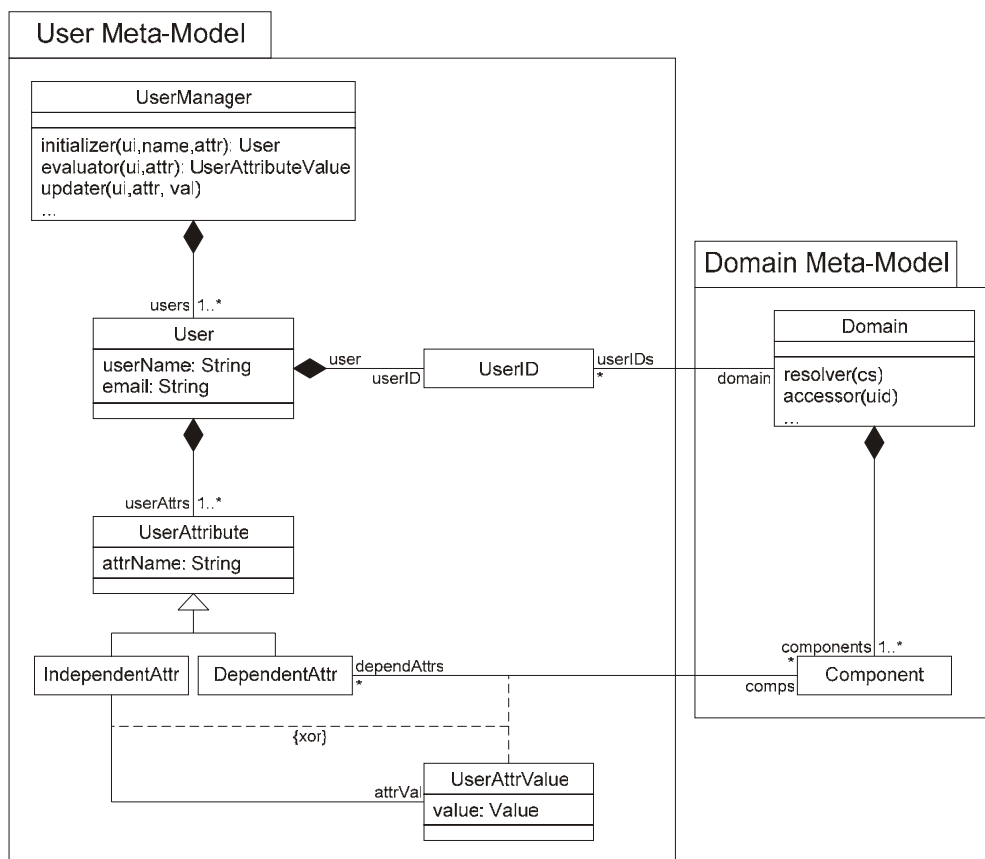 User Meta-Model
UserManager
initializer(ui,name,attr): User
evaluator(ui,attr): UserAttributeValue
updater(ui,attr, val)
...
users 1..*
User
userName: String
email: String
user
userID
UserID
userIDs
*
domain
Domain Meta-Model
Domain
resolver(cs)
accessor(uid)
...
userAttrs 1..*
UserAttribute
attrName: String
IndependentAttr
DependentAttr
dependAttrs
*
components 1..*
*
comps
Component
{xor}
attrVal
UserAttrValue
value: Value